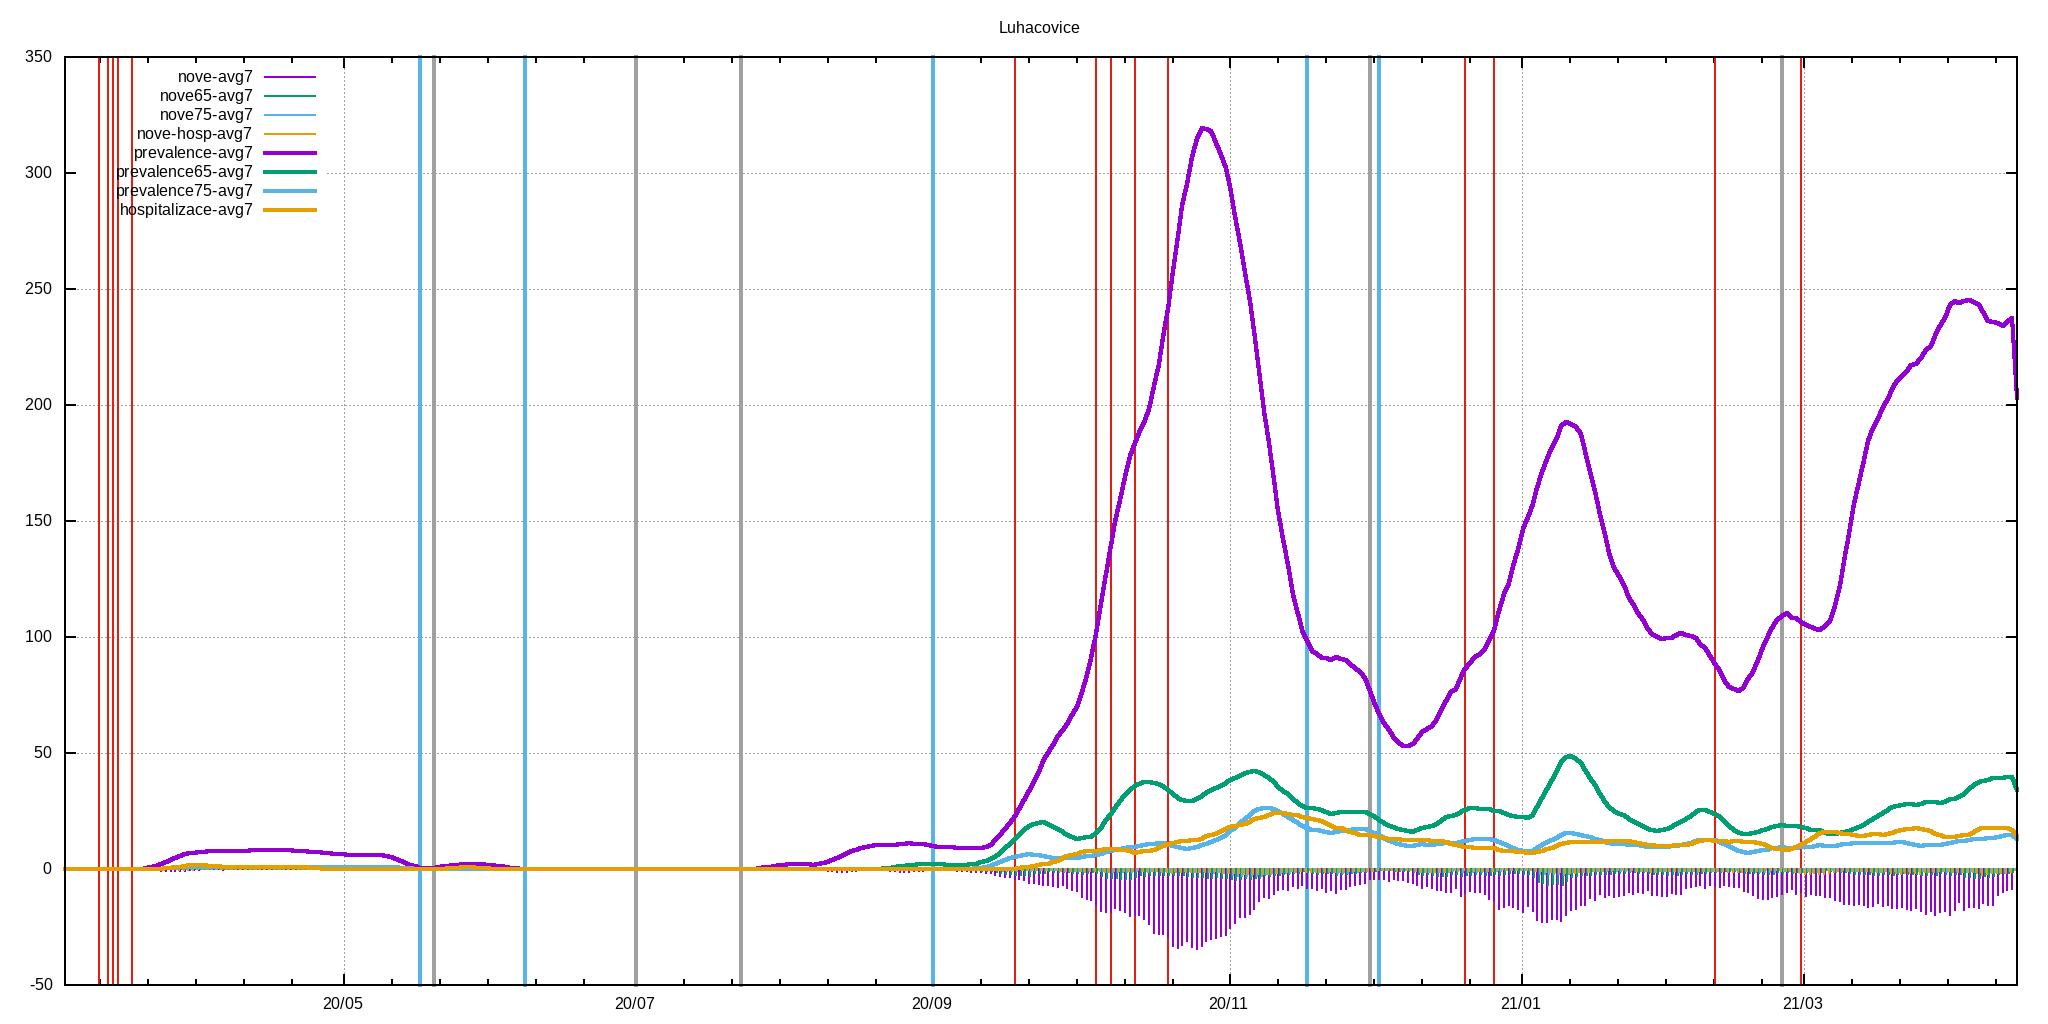 Luhacovice
350
300
250
200
150
100
50
0
-50
nove-avg7
nove65-avg7
nove75-avg7
nove-hosp-avg7
prevalence-avg7
prevalence65-avg7
prevalence75-avg7
hospitalizace-avg7
20/05
20/07
20/09
20/11
21/01
21/03